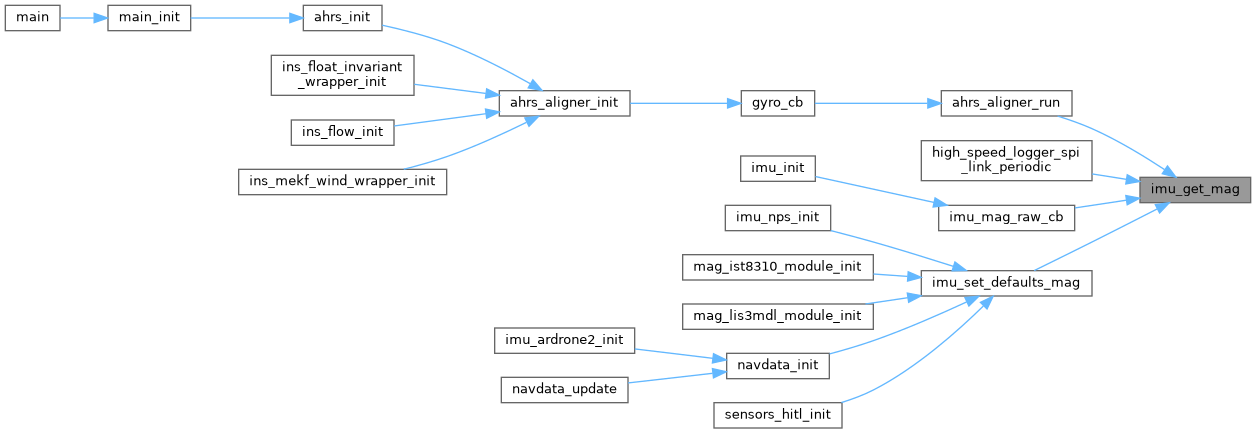 main
main_init
ahrs_init
ins_float_invariant
_wrapper_init
ahrs_aligner_init
gyro_cb
ahrs_aligner_run
ins_flow_init
high_speed_logger_spi
_link_periodic
imu_init
ins_mekf_wind_wrapper_init
imu_get_mag
imu_nps_init
imu_mag_raw_cb
mag_ist8310_module_init
imu_set_defaults_mag
mag_lis3mdl_module_init
imu_ardrone2_init
navdata_init
navdata_update
sensors_hitl_init